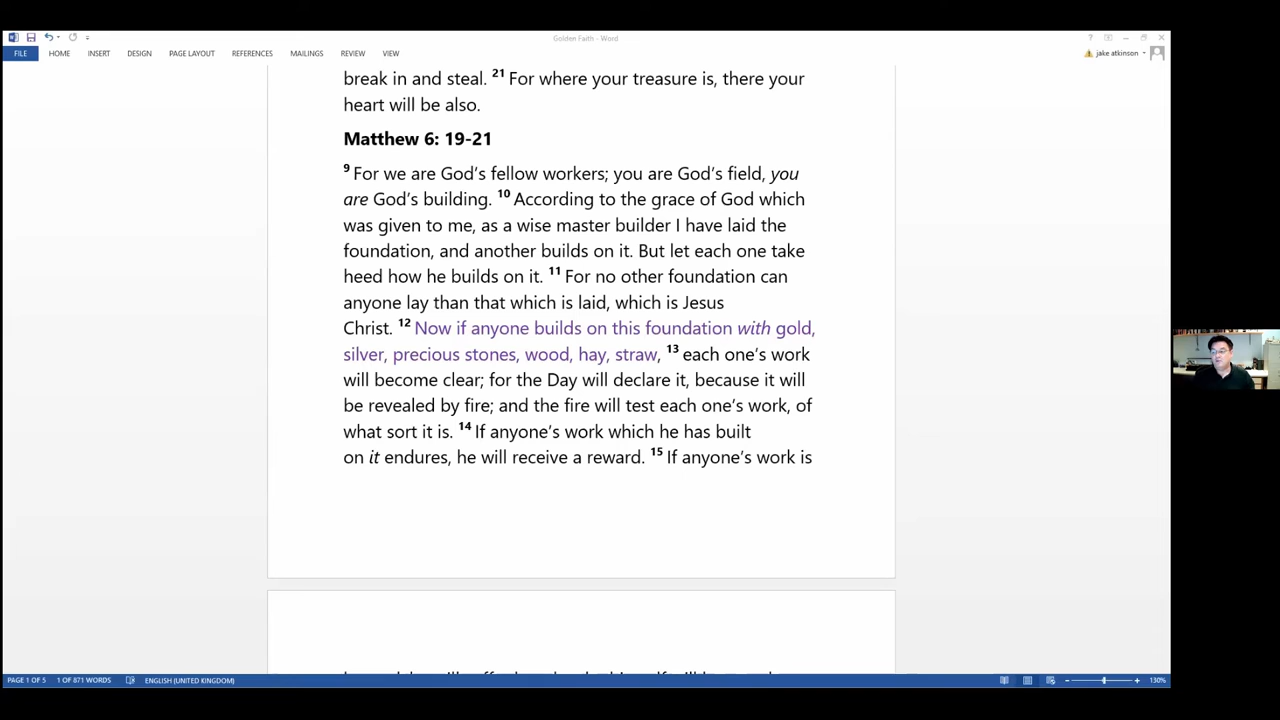 Golden Faith - Word
FILE HOME INSERT DESIGN PAGE LAYOUT REFERENCES MAILINGS REVIEW VIEW
jake atkinson
break in and steal. 21 For where your treasure is, there your
heart will be also.
Matthew 6: 19-21
9 For we are God's fellow workers; you are God's field, you
are God's building. 10 According to the grace of God which
was given to me, as a wise master builder I have laid the
foundation, and another builds on it. But let each one take
heed how he builds on it. 11 For no other foundation can
anyone lay than that which is laid, which is Jesus
Christ. 12 Now if anyone builds on this foundation with gold,
silver, precious stones, wood, hay, straw, 13 each one's work
will become clear; for the Day will declare it, because it will
be revealed by fire; and the fire will test each one's work, of
what sort it is. 14 If anyone's work which he has built
on it endures, he will receive a reward. 15 If anyone's work is
PAGE 1 OF 5 1 OF 871 WORDS ENGLISH (UNITED KINGDOM) 130%